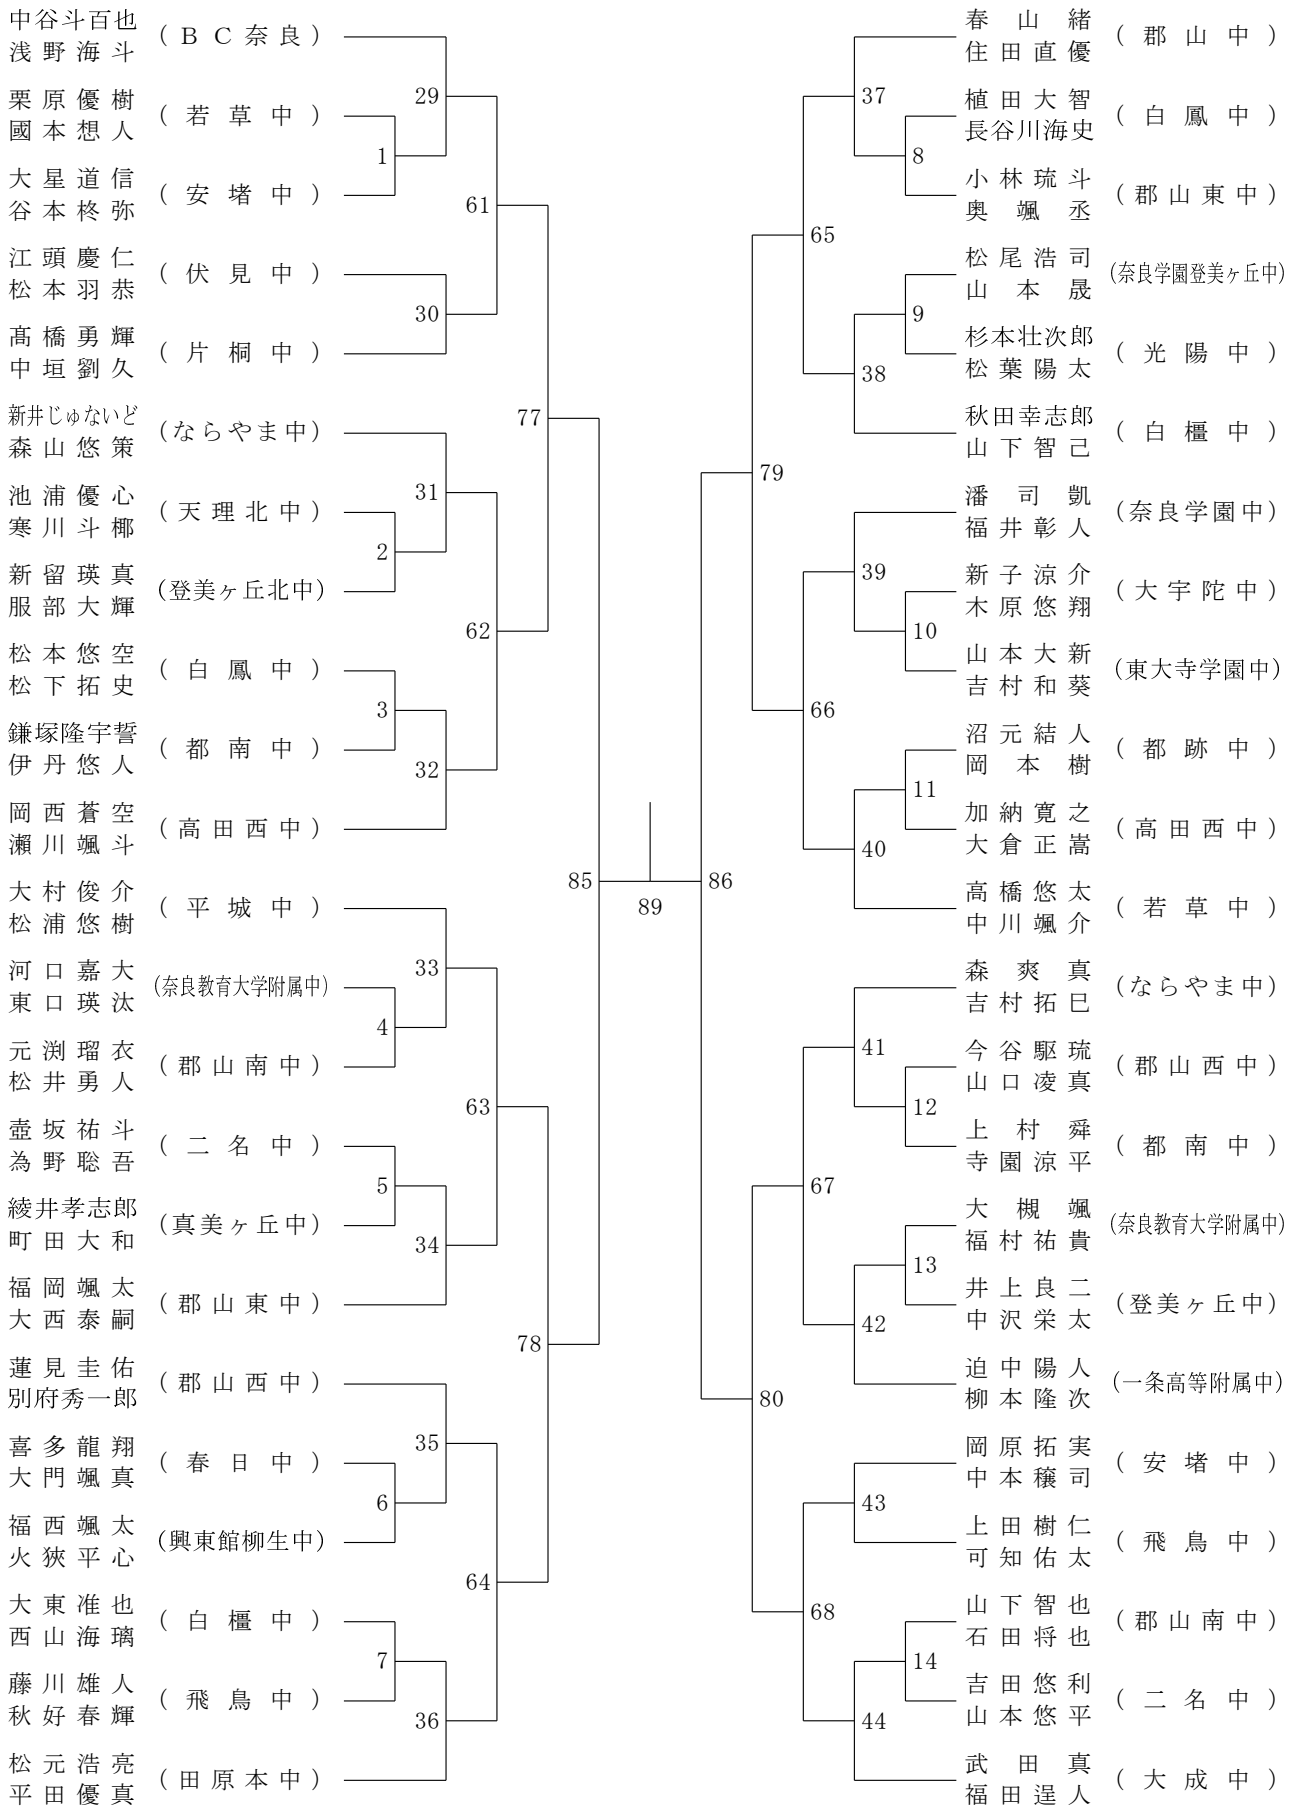 中谷斗百也
浅野海斗
(BC奈良)
栗原優樹
國本想人
(若草中)
大星道信
谷本柊弥
(安堵中)
江頭慶仁
松本羽恭
(伏見中)
髙橋勇輝
中垣劉久
(片桐中)
新井じゅないど
森山悠策
(ならやま中)
池浦優心
寒川斗椰
(天理北中)
新留瑛真
服部大輝
(登美ヶ丘北中)
松本悠空
松下拓史
(白鳳中)
鎌塚隆宇誓
伊丹悠人
(都南中)
岡西蒼空
瀬川颯斗
(高田西中)
大村俊介
松浦悠樹
(平城中)
河口嘉大
東口瑛汰
(奈良教育大学附属中)
元渕瑠衣
松井勇人
(郡山南中)
壺坂祐斗
為野聡吾
(二名中)
綾井孝志郎
町田大和
(真美ヶ丘中)
福岡颯太
大西泰嗣
(郡山東中)
蓮見圭佑
別府秀一郎
(郡山西中)
喜多龍翔
大門颯真
(春日中)
福西颯太
火狹平心
(興東館柳生中)
大東准也
西山海璃
(白橿中)
藤川雄人
秋好春輝
(飛鳥中)
松元浩亮
平田優真
(田原本中)
29
1
61
30
77
31
2
62
3
32
85
33
4
63
5
34
78
35
6
64
7
36
89
86
37
8
65
9
38
79
39
10
66
11
40
41
12
67
13
42
80
43
68
14
44
春山緒
住田直優
(郡山中)
植田大智
長谷川海史
(白鳳中)
小林琉斗
奥颯丞
(郡山東中)
松尾浩司
山本晟
(奈良学園登美ヶ丘中)
杉本壮次郎
松葉陽太
(光陽中)
秋田幸志郎
山下智己
(白橿中)
潘司凱
福井彰人
(奈良学園中)
新子涼介
木原悠翔
(大宇陀中)
山本大新
吉村和葵
(東大寺学園中)
沼元結人
岡本樹
(都跡中)
加納寛之
大倉正嵩
(高田西中)
高橋悠太
中川颯介
(若草中)
森爽真
吉村拓巳
(ならやま中)
今谷駆琉
山口凌真
(郡山西中)
上村舜
寺園涼平
(都南中)
大槻颯
福村祐貴
(奈良教育大学附属中)
井上良二
中沢栄太
(登美ヶ丘中)
迫中陽人
柳本隆次
(一条高等附属中)
岡原拓実
中本穣司
(安堵中)
上田樹仁
可知佑太
(飛鳥中)
山下智也
石田将也
(郡山南中)
吉田悠利
山本悠平
(二名中)
武田真
福田逞人
(大成中)